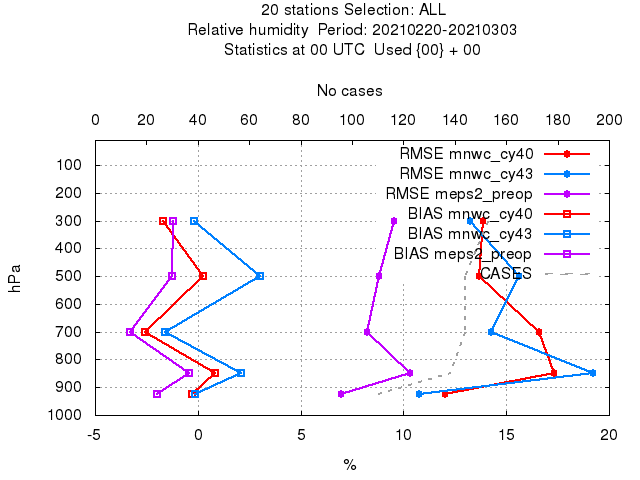 20 stations Selection: ALL
Relative humidity  Period: 20210220-20210303
Statistics at 00 UTC  Used {00} + 00
No cases
0 20 40 60 80 100 120 140 160 180 200
RMSE mnwc_cy40
RMSE mnwc_cy43
RMSE meps2_preop
BIAS mnwc_cy40
BIAS mnwc_cy43
BIAS meps2_preop
CASES
hPa
100
200
300
400
500
600
700
800
900
1000
-5 0 5 10 15 20
%